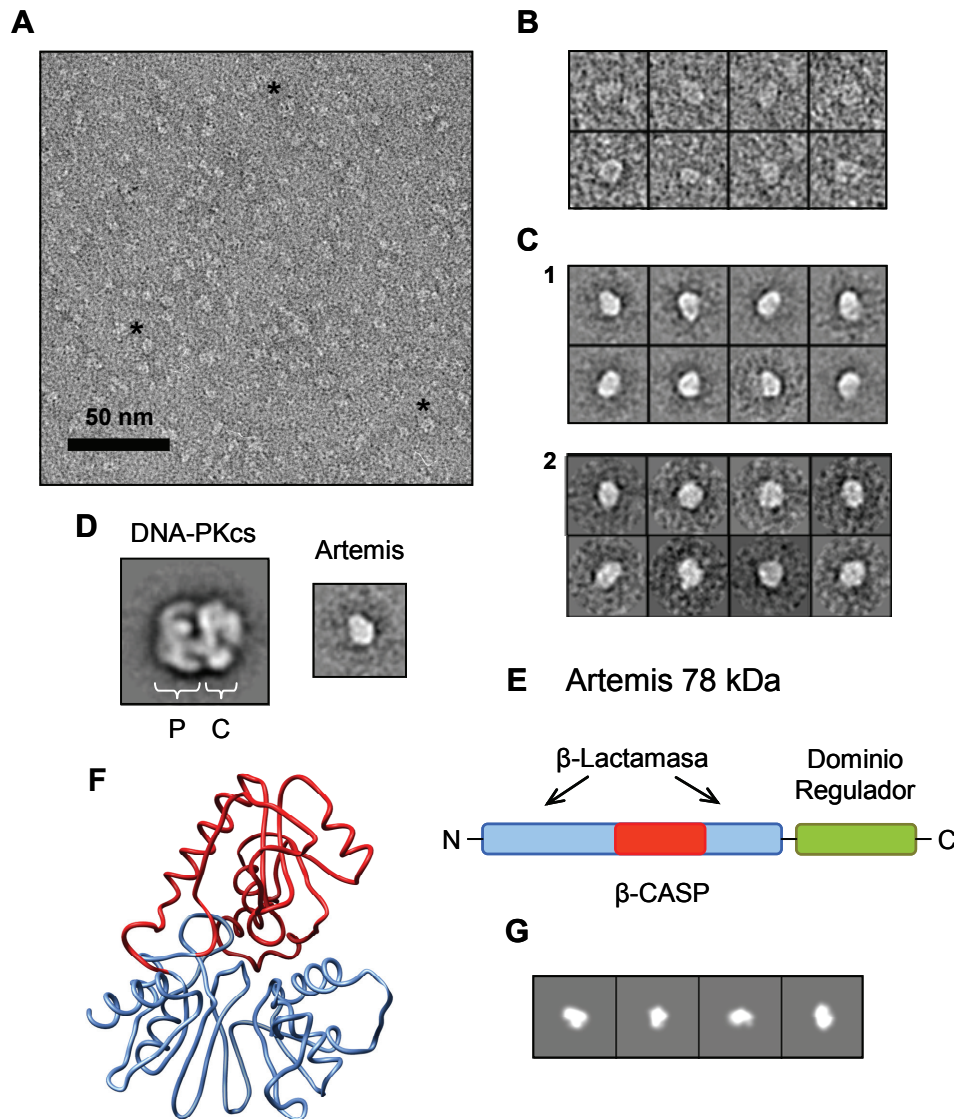 A
*
*
*
50 nm
B
C
1
2
D
DNA-PKcs
Artemis
P C
E Artemis 78 kDa
β-Lactamasa
Dominio
Regulador
N
C
β-CASP
F
G